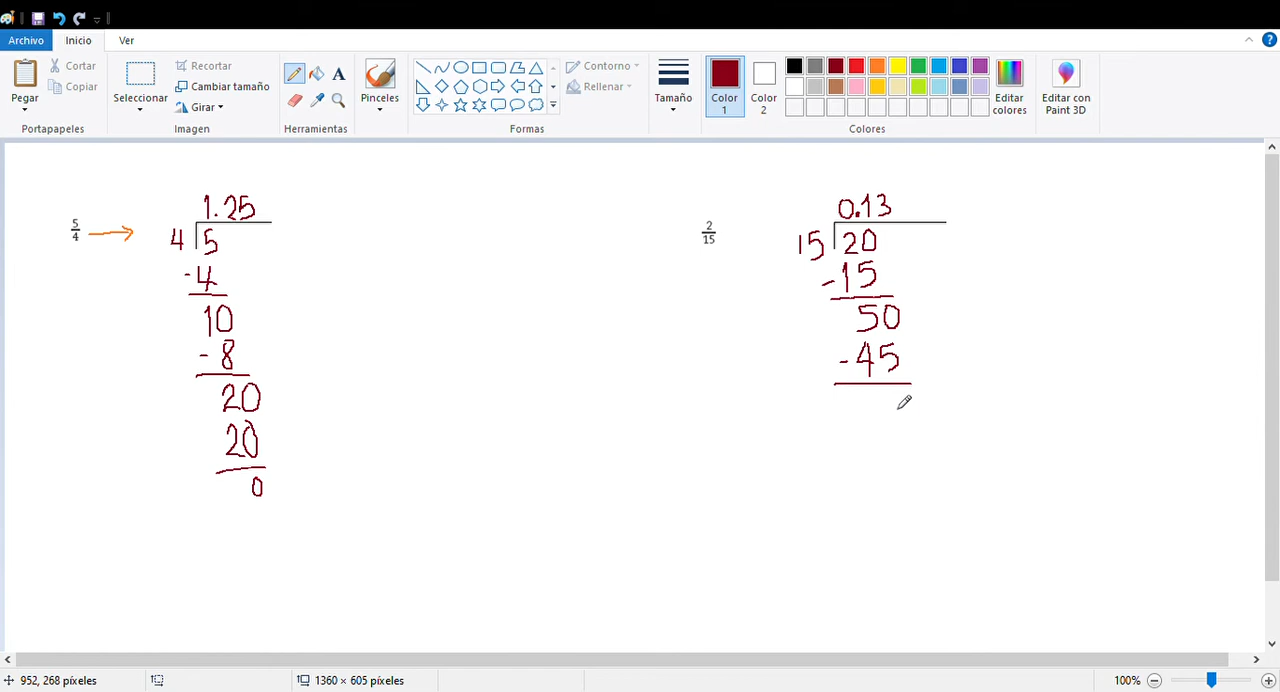 Archivo Inicio Ver
Pegar
Cortar
Copiar
Portapapeles
Seleccionar
Recortar
Cambiar tamaño
Girar
Imagen
A
Herramientas
Pinceles
Contorno
Rellenar
Formas
Tamaño
Color
1
Color
2
Editar
colores
Editar con
Paint 3D
Colores
5
4
1.25
4 5
-4
10
-8
20
20
0
2
15
0.13
15 20
-15
50
-45
952, 268 píxeles
1360 × 605 píxeles
100%